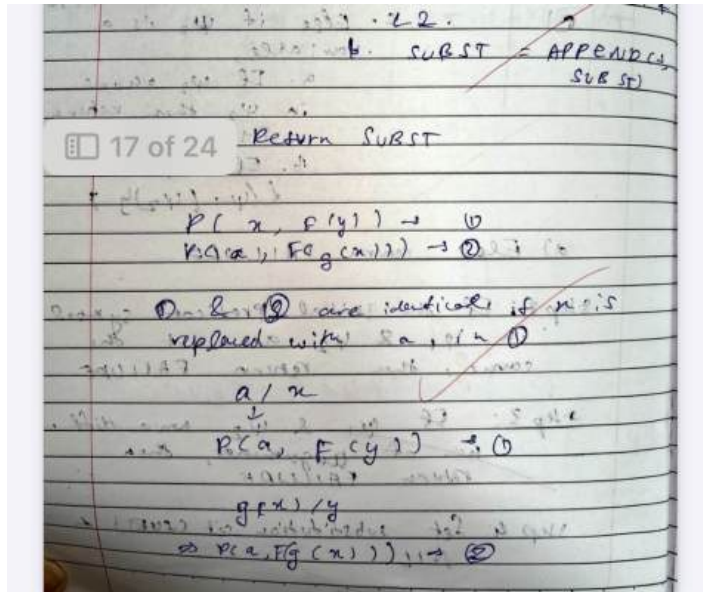 L2.
b. SUBST = APPEND(s,
SUBST)
17 of 24
Return SUBST
P( x, F(y)) → ①
P(a, F(g(x))) → ②
① & ② are identical if x is
replaced with a, in ①
a / x
P(a, F(y)) → ①
g(x) / y
⇒ P(a, F(g(x))) → ②